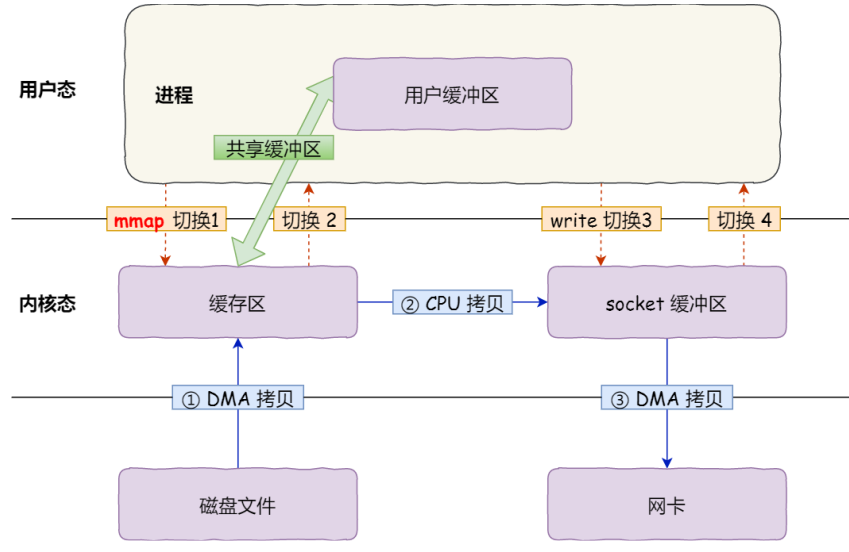 用户态
进程
用户缓冲区
共享缓冲区
mmap 切换1
切换 2
write 切换3
切换 4
内核态
缓存区
② CPU 拷贝
socket 缓冲区
① DMA 拷贝
③ DMA 拷贝
磁盘文件
网卡